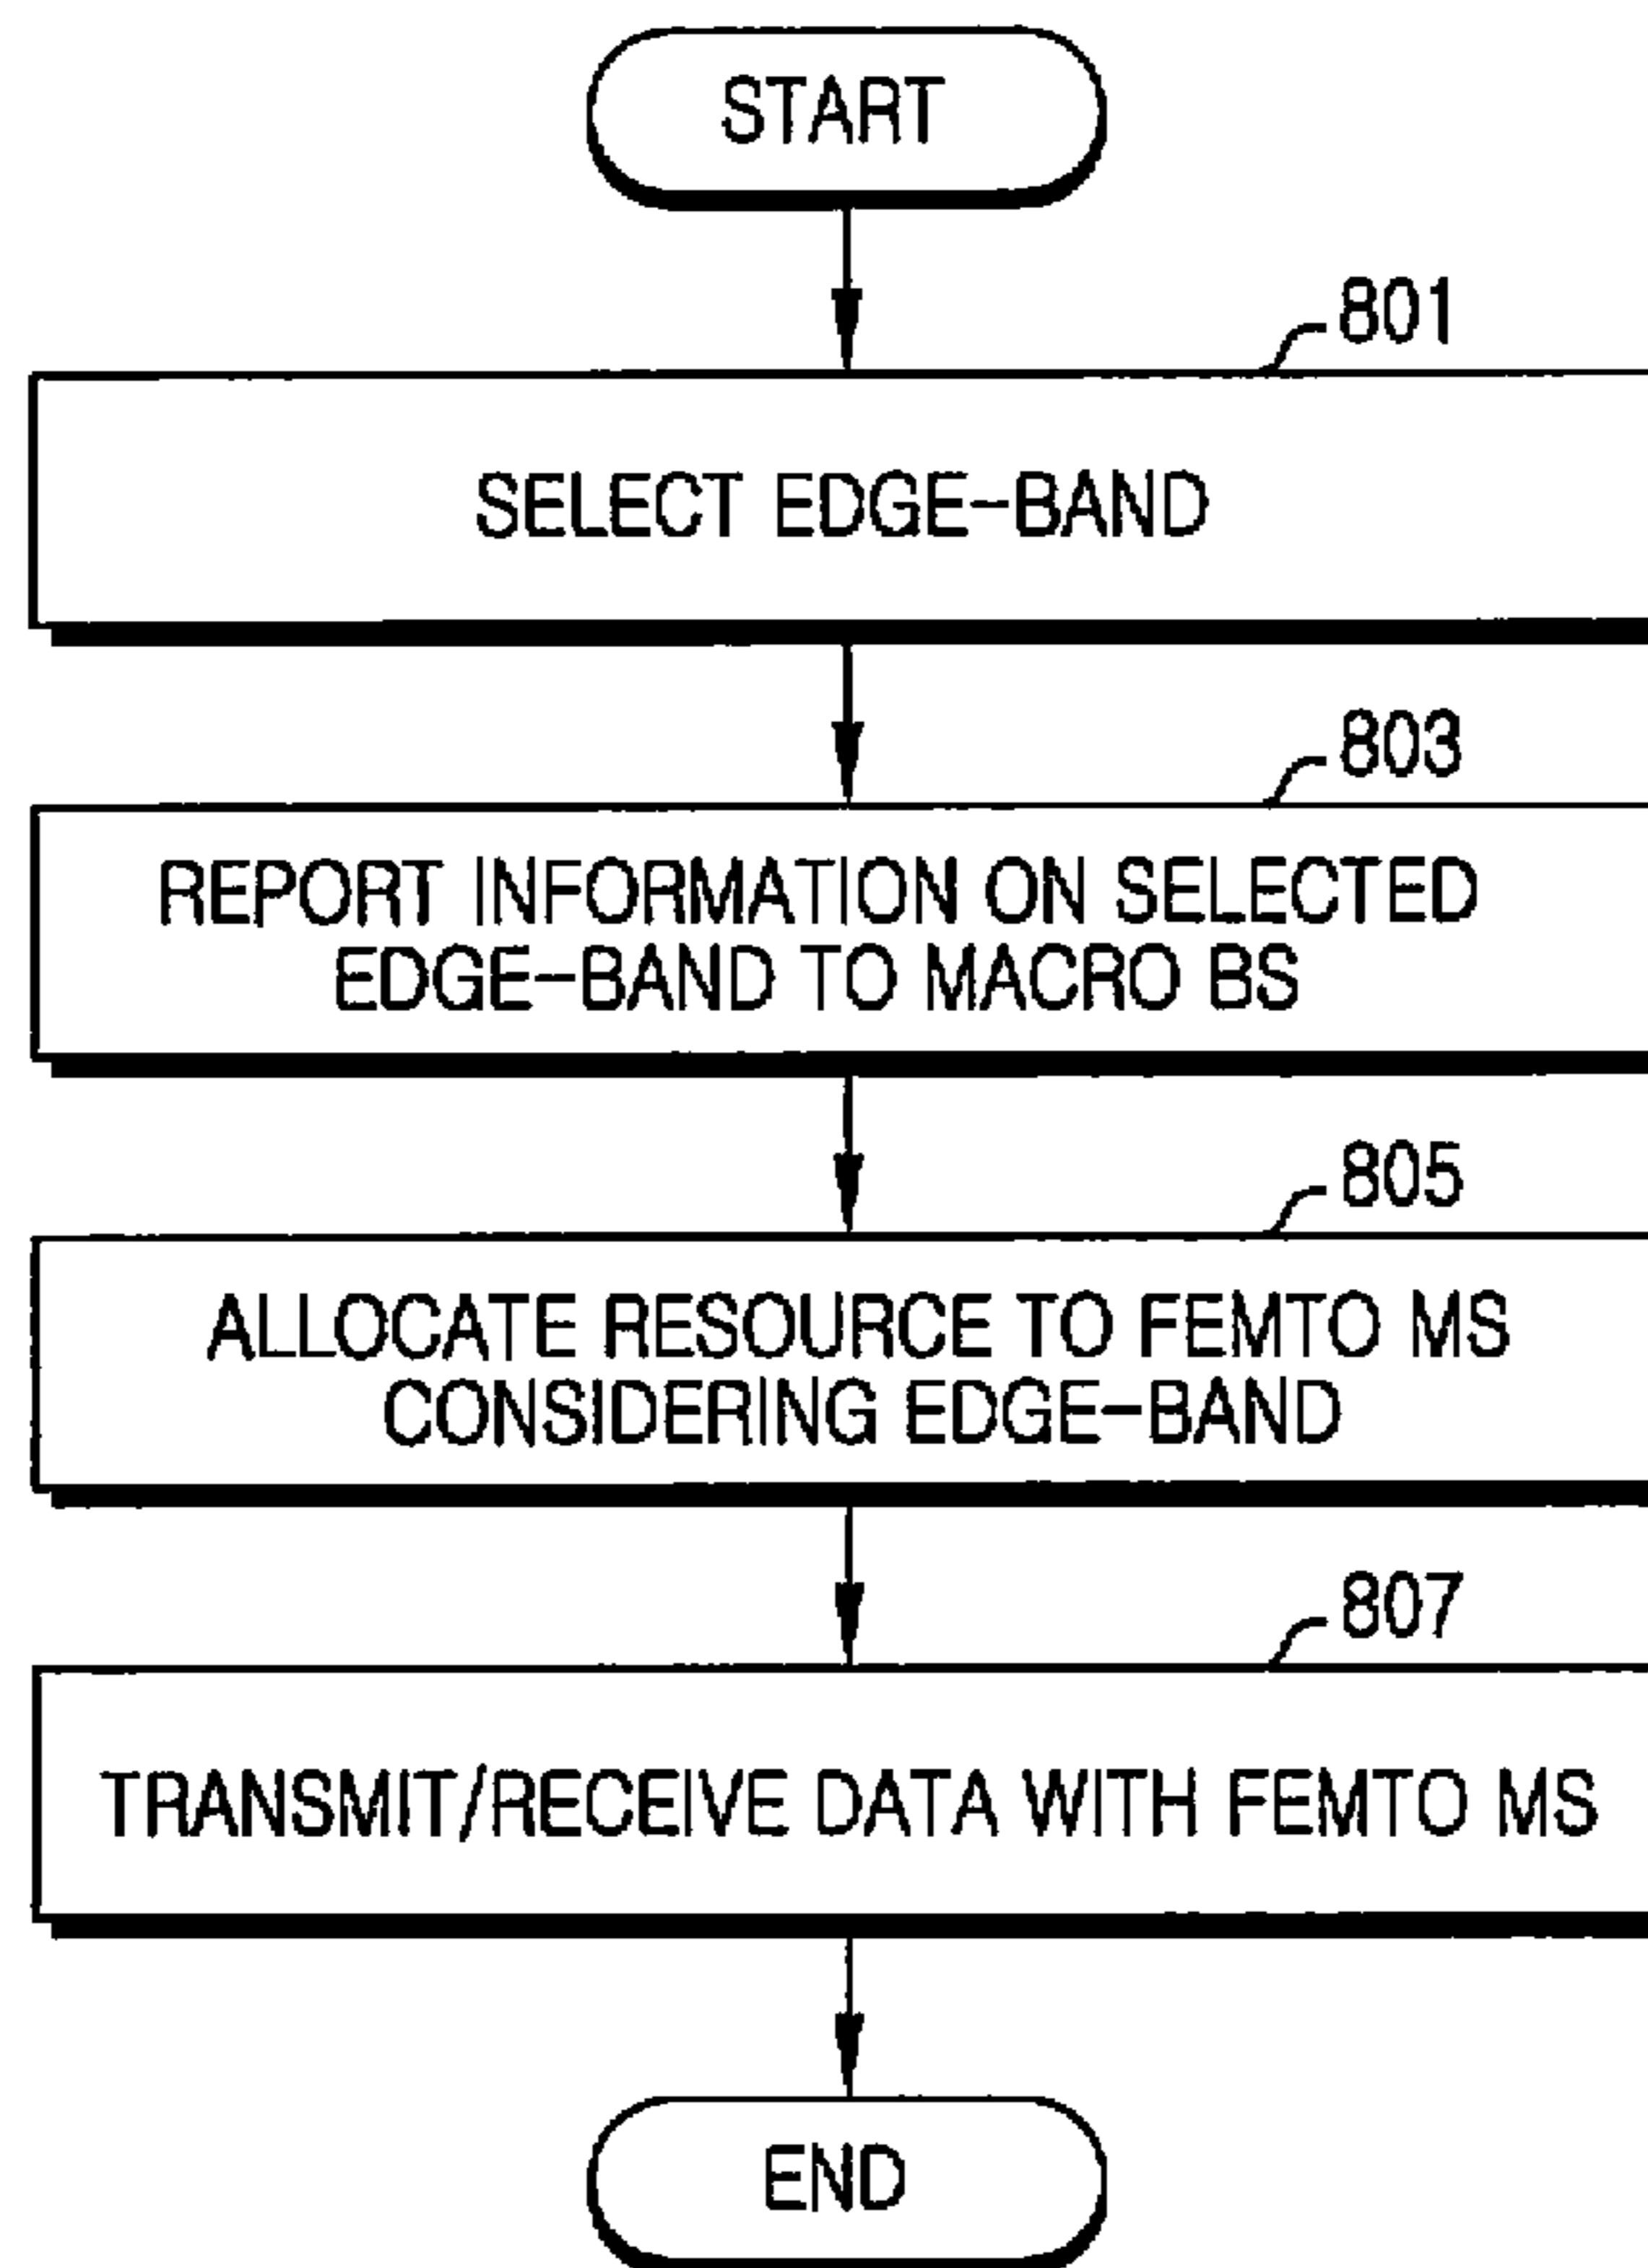 START
801
SELECT EDGE-BAND
803
REPORT INFORMATION ON SELECTED
EDGE-BAND TO MACRO BS
805
ALLOCATE RESOURCE TO FEMTO MS
CONSIDERING EDGE-BAND
807
TRANSMIT/RECEIVE DATA WITH FEMTO MS
END